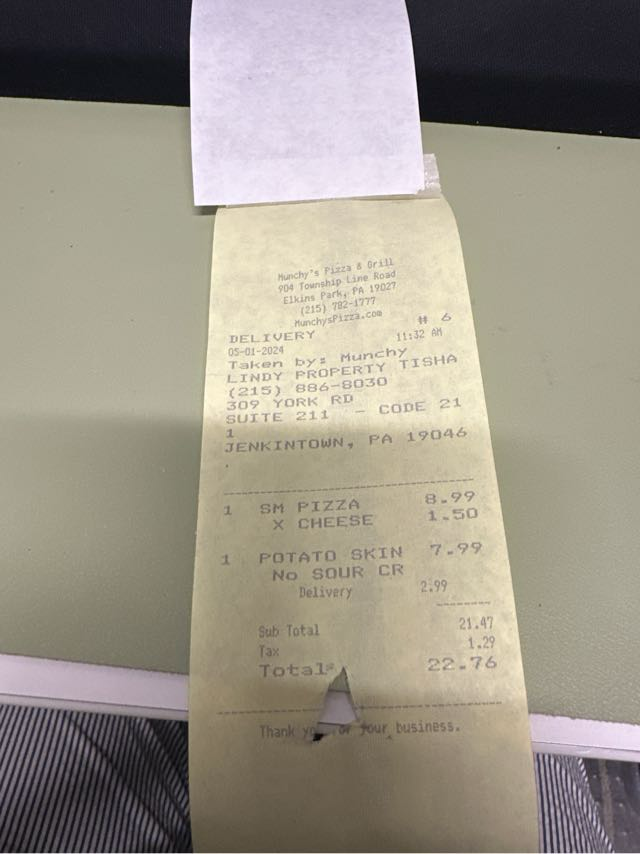 Munchy's Pizza & Grill
904 Township Line Road
Elkins Park, PA 19027
(215) 782-1777
MunchysPizza.com
DELIVERY # 6
05-01-2024 11:32 AM
Taken by: Munchy
LINDY PROPERTY TISHA
(215) 886-8030
309 YORK RD
SUITE 211 - CODE 21
1
JENKINTOWN, PA 19046
1 SM PIZZA 8.99
X CHEESE 1.50
1 POTATO SKIN 7.99
No SOUR CR
Delivery 2.99
Sub Total 21.47
Tax 1.29
Total 22.76
Thank your business.